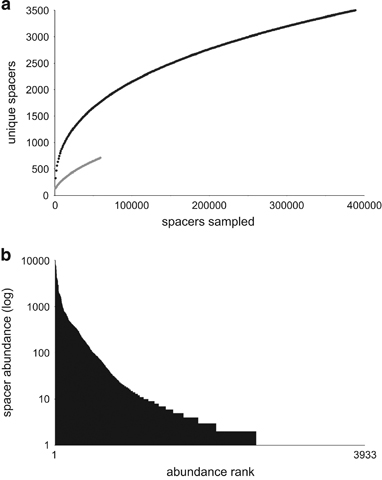 a
3500
3000
2500
2000
1500
1000
500
0
unique spacers
0 100000 200000 300000 400000
spacers sampled
b
10000
1000
100
10
1
spacer abundance (log)
1 3933
abundance rank